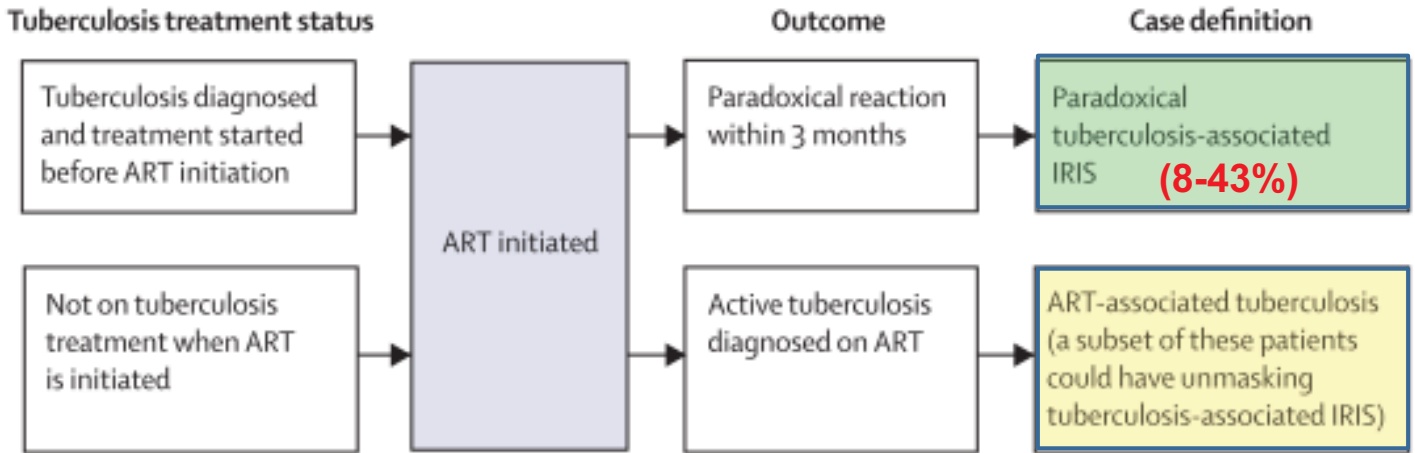 Tuberculosis treatment status
Outcome
Case definition
Tuberculosis diagnosed
and treatment started
before ART initiation
ART initiated
Paradoxical reaction
within 3 months
Paradoxical
tuberculosis-associated
IRIS (8-43%)
Not on tuberculosis
treatment when ART
is initiated
Active tuberculosis
diagnosed on ART
ART-associated tuberculosis
(a subset of these patients
could have unmasking
tuberculosis-associated IRIS)